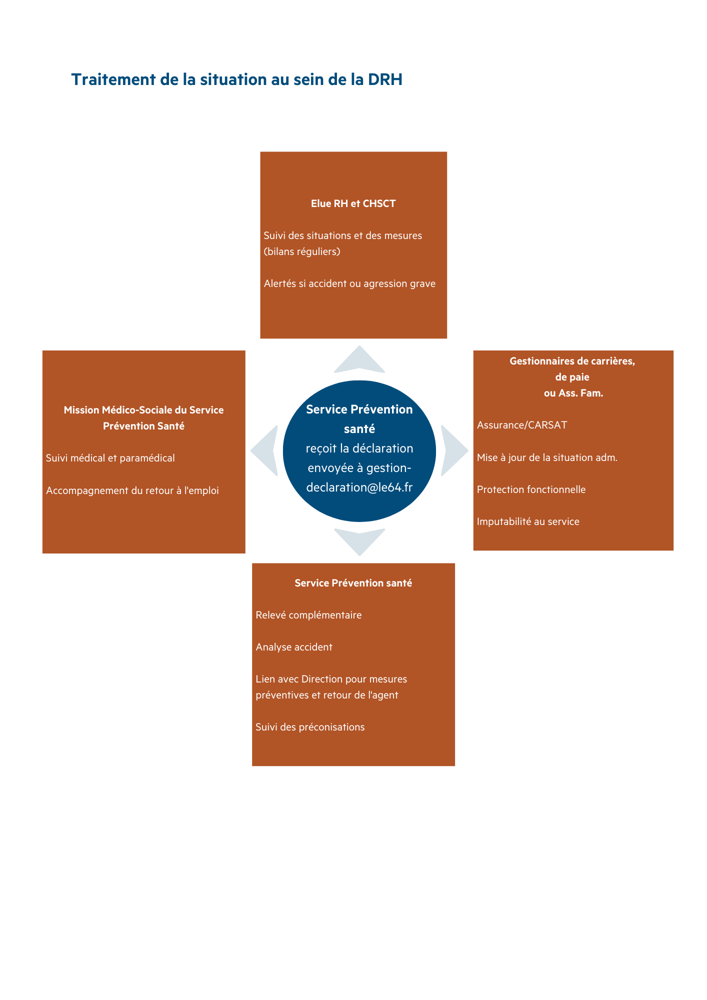 Traitement de la situation au sein de la DRH
Elue RH et CHSCT
Suivi des situations et des mesures
(bilans réguliers)
Alertés si accident ou agression grave
Mission Médico-Sociale du Service
Prévention Santé
Suivi médical et paramédical
Accompagnement du retour à l'emploi
Service Prévention
santé
reçoit la déclaration
envoyée à gestion-
declaration@le64.fr
Gestionnaires de carrières,
de paie
ou Ass. Fam.
Assurance/CARSAT
Mise à jour de la situation adm.
Protection fonctionnelle
Imputabilité au service
Service Prévention santé
Relevé complémentaire
Analyse accident
Lien avec Direction pour mesures
préventives et retour de l'agent
Suivi des préconisations